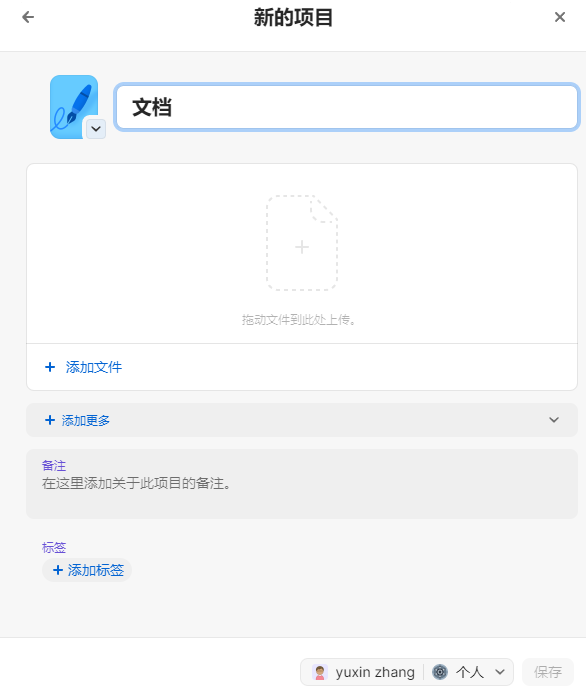 新的项目
文档
拖动文件到此处上传。
添加文件
添加更多
备注
在这里添加关于此项目的备注。
标签
添加标签
yuxin zhang 个人 保存